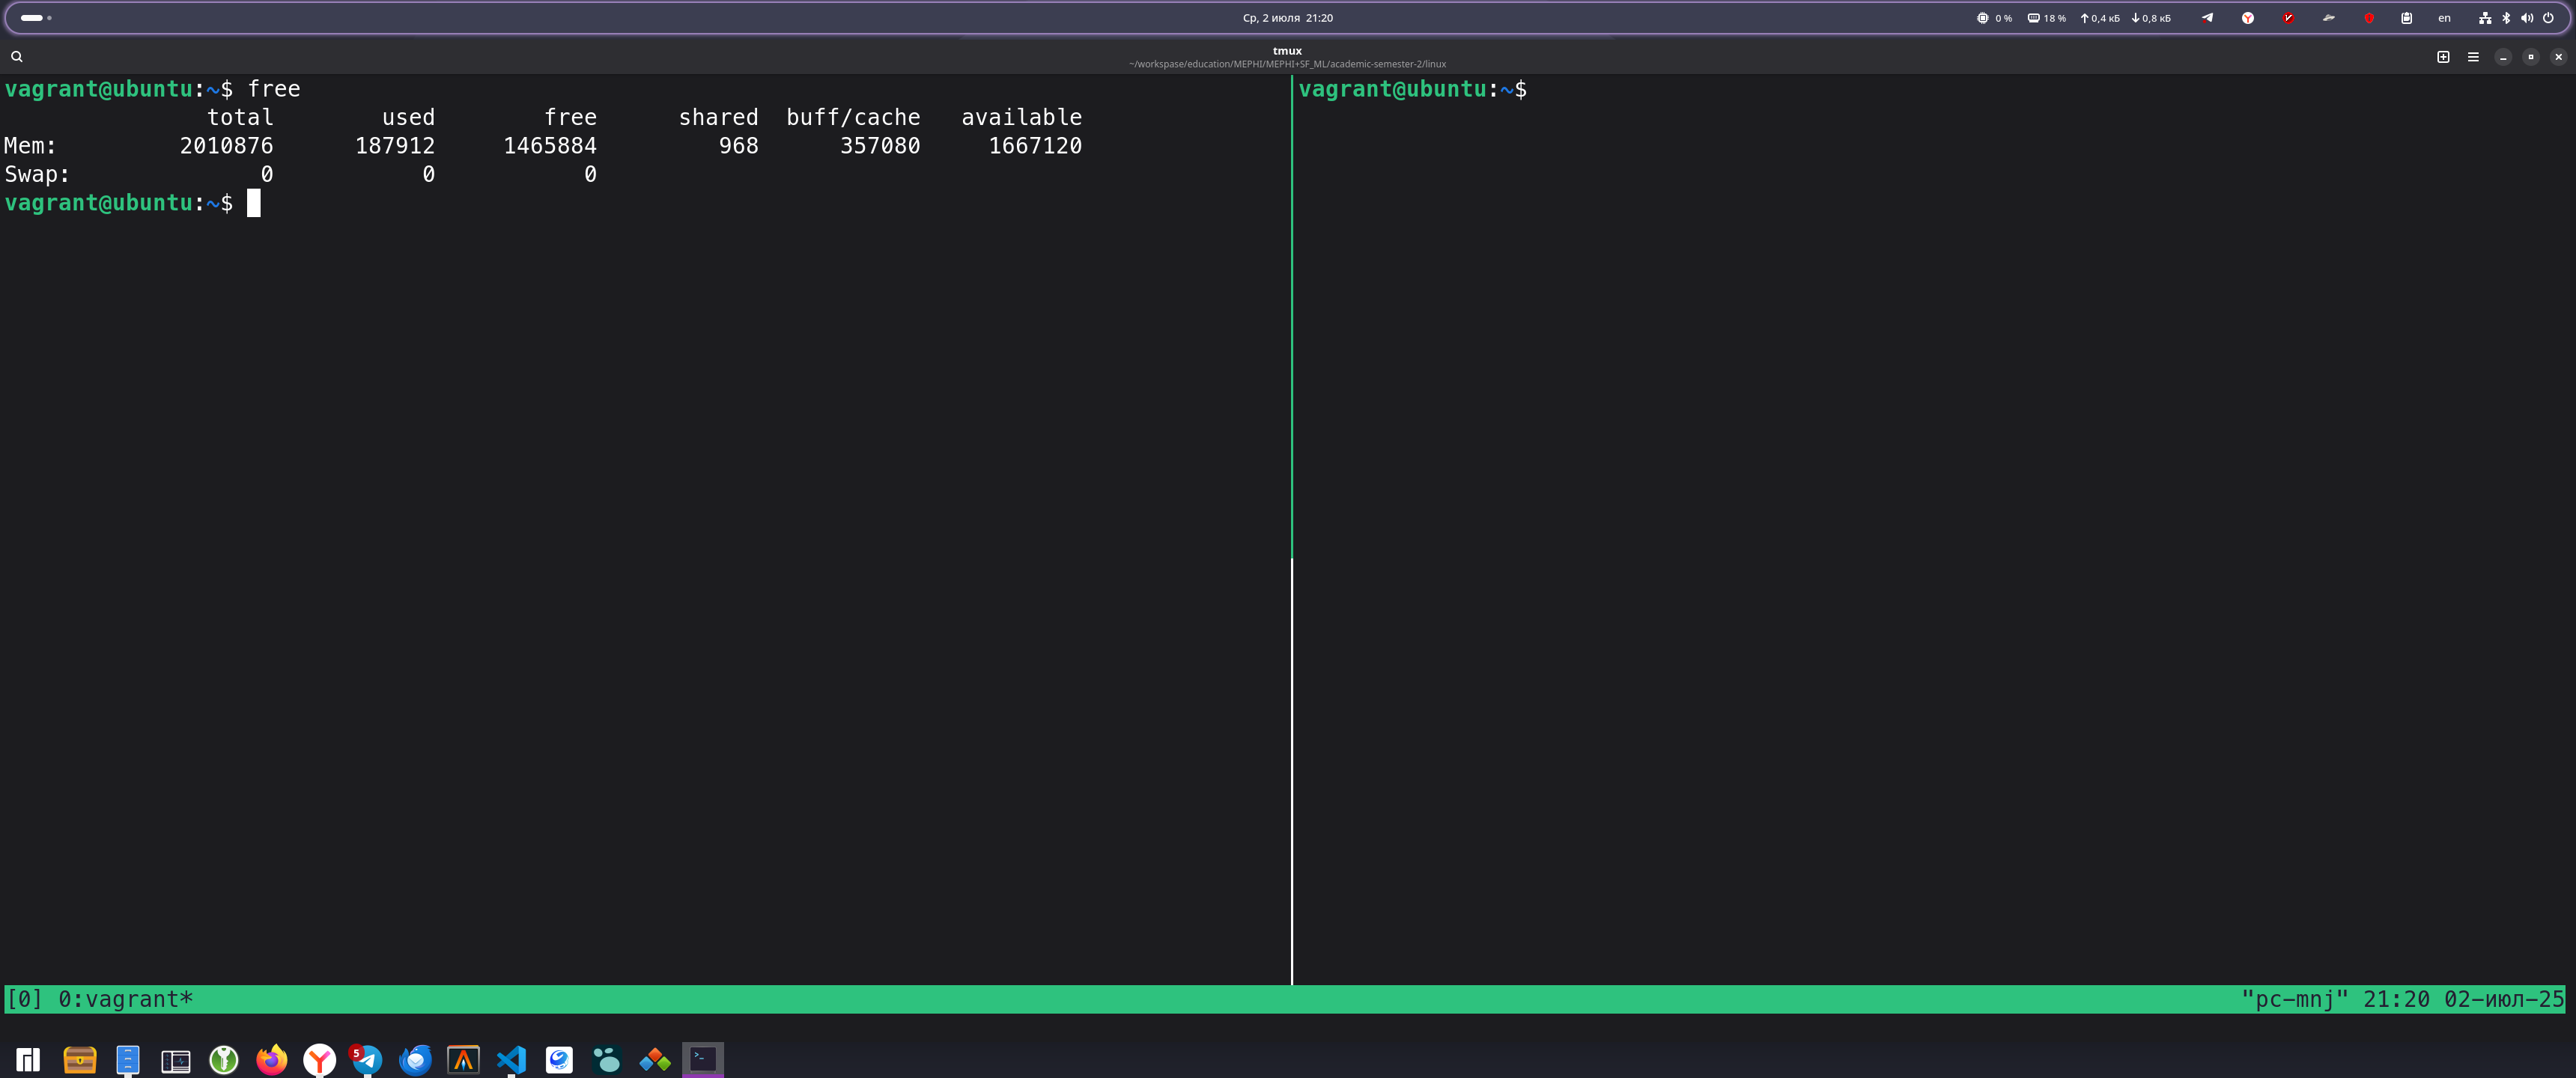 Ср, 2 июля 21:20
0 % 18 % 0,4 кБ 0,8 кБ en
tmux
~/workspase/education/MEPHI/MEPHI+SF_ML/academic-semester-2/linux
vagrant@ubuntu:~$ free
total used free shared buff/cache available
Mem: 2010876 187912 1465884 968 357080 1667120
Swap: 0 0 0
vagrant@ubuntu:~$
vagrant@ubuntu:~$
[0] 0:vagrant* "pc-mnj" 21:20 02-июл-25
5